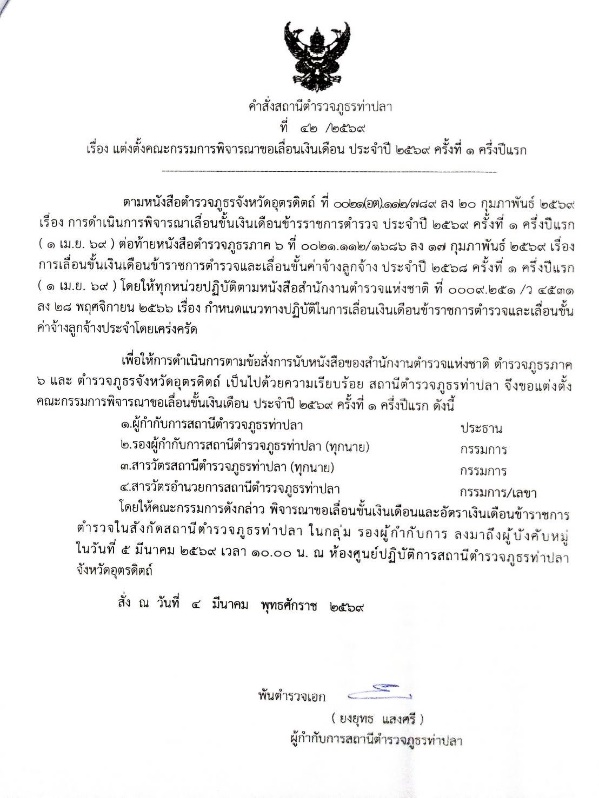 คำสั่งสถานีตำรวจภูธรท่าปลา
ที่ ๔๒ /๒๕๖๙
เรื่อง แต่งตั้งคณะกรรมการพิจารณาขอเลื่อนเงินเดือน ประจำปี ๒๕๖๙ ครั้งที่ ๑ ครึ่งปีแรก
ตามหนังสือตำรวจภูธรจังหวัดอุตรดิตถ์ ที่ ๐๐๒๑(อต).๑๑๒/๗๘๙ ลง ๒๐ กุมภาพันธ์ ๒๕๖๙
เรื่อง การดำเนินการพิจารณาเลื่อนขั้นเงินเดือนข้ารราชการตำรวจ ประจำปี ๒๕๖๙ ครั้งที่ ๑ ครึ่งปีแรก
( ๑ เม.ย. ๖๙ ) ต่อท้ายหนังสือตำรวจภูธรภาค ๖ ที่ ๐๐๒๑.๑๑๒/๑๖๘๖ ลง ๑๗ กุมภาพันธ์ ๒๕๖๙ เรื่อง
การเลื่อนขั้นเงินเดือนข้าราชการตำรวจและเลื่อนขั้นค่าจ้างลูกจ้าง ประจำปี ๒๕๖๘ ครั้งที่ ๑ ครึ่งปีแรก
( ๑ เม.ย. ๖๙ ) โดยให้ทุกหน่วยปฏิบัติตามหนังสือสำนักงานตำรวจแห่งชาติ ที่ ๐๐๐๙.๒๕๑ /ว ๔๕๓๑
ลง ๒๘ พฤศจิกายน ๒๕๖๖ เรื่อง กำหนดแนวทางปฏิบัติในการเลื่อนเงินเดือนข้าราชการตำรวจและเลื่อนขั้น
ค่าจ้างลูกจ้างประจำโดยเคร่งครัด
เพื่อให้การดำเนินการตามข้อสั่งการนับหนังสือของสำนักงานตำรวจแห่งชาติ ตำรวจภูธรภาค
๖ และ ตำรวจภูธรจังหวัดอุตรดิตถ์ เป็นไปด้วยความเรียบร้อย สถานีตำรวจภูธรท่าปลา จึงขอแต่งตั้ง
คณะกรรมการพิจารณาขอเลื่อนขั้นเงินเดือน ประจำปี ๒๕๖๙ ครั้งที่ ๑ ครึ่งปีแรก ดังนี้
๑.ผู้กำกับการสถานีตำรวจภูธรท่าปลา ประธาน
๒.รองผู้กำกับการสถานีตำรวจภูธรท่าปลา (ทุกนาย) กรรมการ
๓.สารวัตรสถานีตำรวจภูธรท่าปลา (ทุกนาย) กรรมการ
๔.สารวัตรอำนวยการสถานีตำรวจภูธรท่าปลา กรรมการ/เลขา
โดยให้คณะกรรมการดังกล่าว พิจารณาขอเลื่อนขั้นเงินเดือนและอัตราเงินเดือนข้าราชการ
ตำรวจในสังกัดสถานีตำรวจภูธรท่าปลา ในกลุ่ม รองผู้กำกับการ ลงมาถึงผู้บังคับหมู่
ในวันที่ ๕ มีนาคม ๒๕๖๙ เวลา ๑๐.๐๐ น. ณ ห้องศูนย์ปฏิบัติการสถานีตำรวจภูธรท่าปลา
จังหวัดอุตรดิตถ์
สั่ง ณ วันที่ ๔ มีนาคม พุทธศักราช ๒๕๖๙
พันตำรวจเอก
( ยงยุทธ แสงศรี )
ผู้กำกับการสถานีตำรวจภูธรท่าปลา